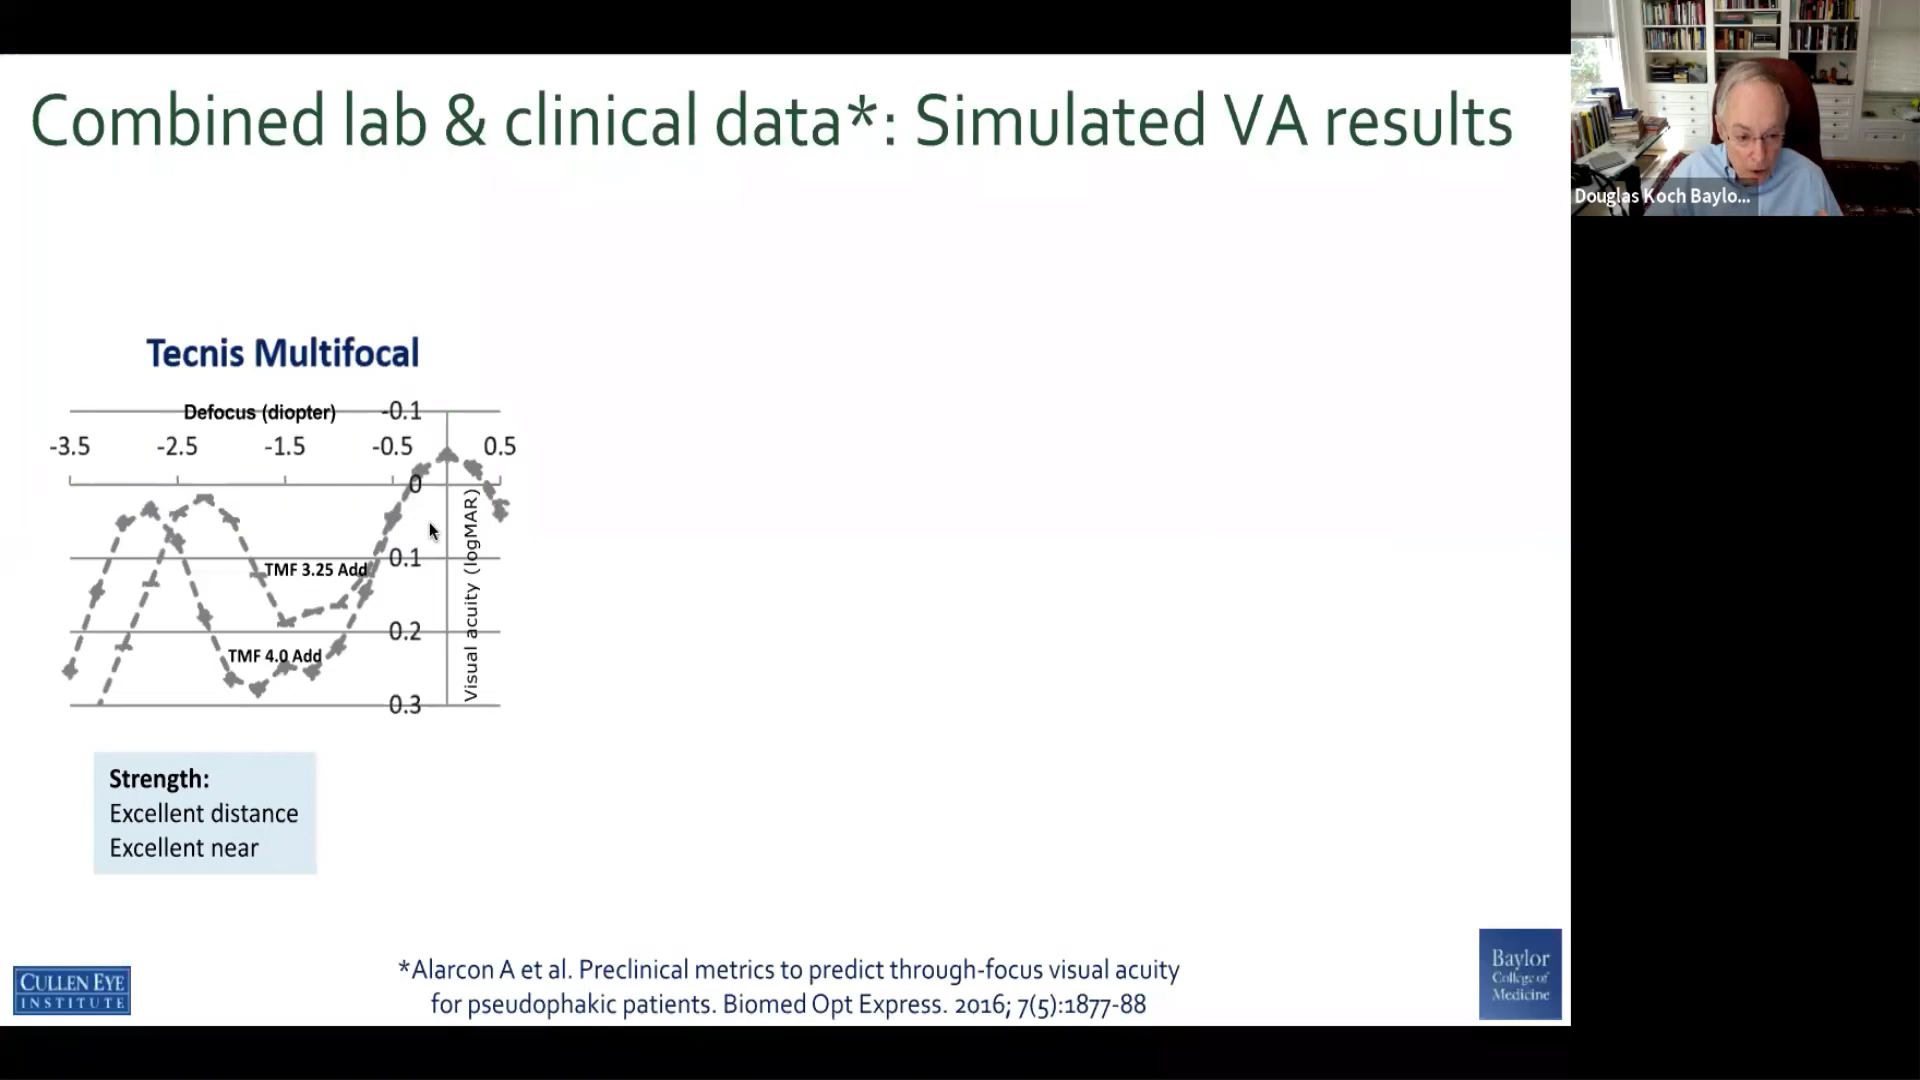 Combined lab & clinical data*: Simulated VA results
Douglas Koch Baylo...
Tecnis Multifocal
Defocus (diopter)
-0.1
-3.5
-2.5
-1.5
-0.5
0.5
0
0.1
TMF 3.25 Add
0.2
TMF 4.0 Add
0.3
Visual acuity (logMAR)
Strength:
Excellent distance
Excellent near
*Alarcon A et al. Preclinical metrics to predict through-focus visual acuity
for pseudophakic patients. Biomed Opt Express. 2016; 7(5):1877-88
CULLEN EYE
INSTITUTE
Baylor
College of
Medicine